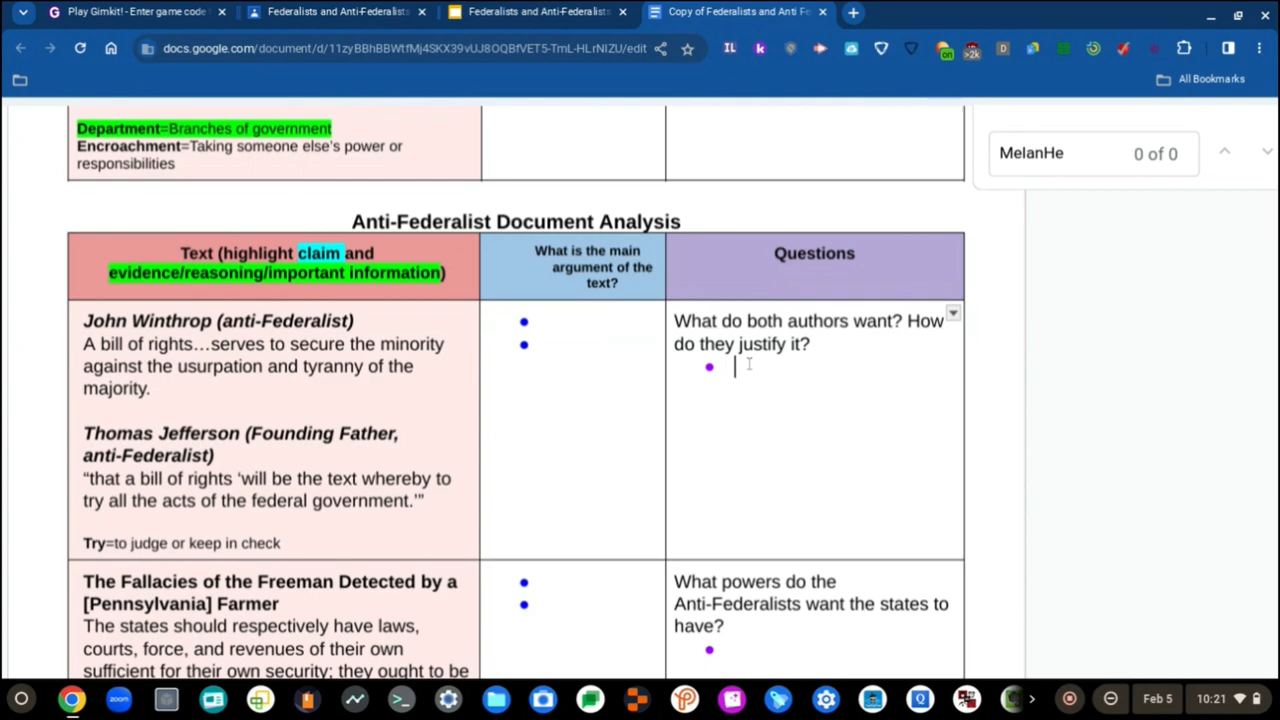 Play Gimkit! - Enter game code
Federalists and Anti-Federalists
Federalists and Anti-Federalists
Copy of Federalists and Anti Fe
docs.google.com/document/d/11zyBBhBBWtfMj4SKX39vUJ8OQBfVET5-TmL-HLrNIZU/edit
IL
k
on
>2k
D
All Bookmarks
MelanHe 0 of 0
Department=Branches of government
Encroachment=Taking someone else's power or
responsibilities
Anti-Federalist Document Analysis
Text (highlight claim and
evidence/reasoning/important information)
What is the main
argument of the
text?
Questions
John Winthrop (anti-Federalist)
A bill of rights…serves to secure the minority
against the usurpation and tyranny of the
majority.
Thomas Jefferson (Founding Father,
anti-Federalist)
“that a bill of rights ‘will be the text whereby to
try all the acts of the federal government.’”
Try=to judge or keep in check
What do both authors want? How
do they justify it?
The Fallacies of the Freeman Detected by a
[Pennsylvania] Farmer
The states should respectively have laws,
courts, force, and revenues of their own
sufficient for their own security; they ought to be
What powers do the
Anti-Federalists want the states to
have?
zoom
Feb 5
10:21